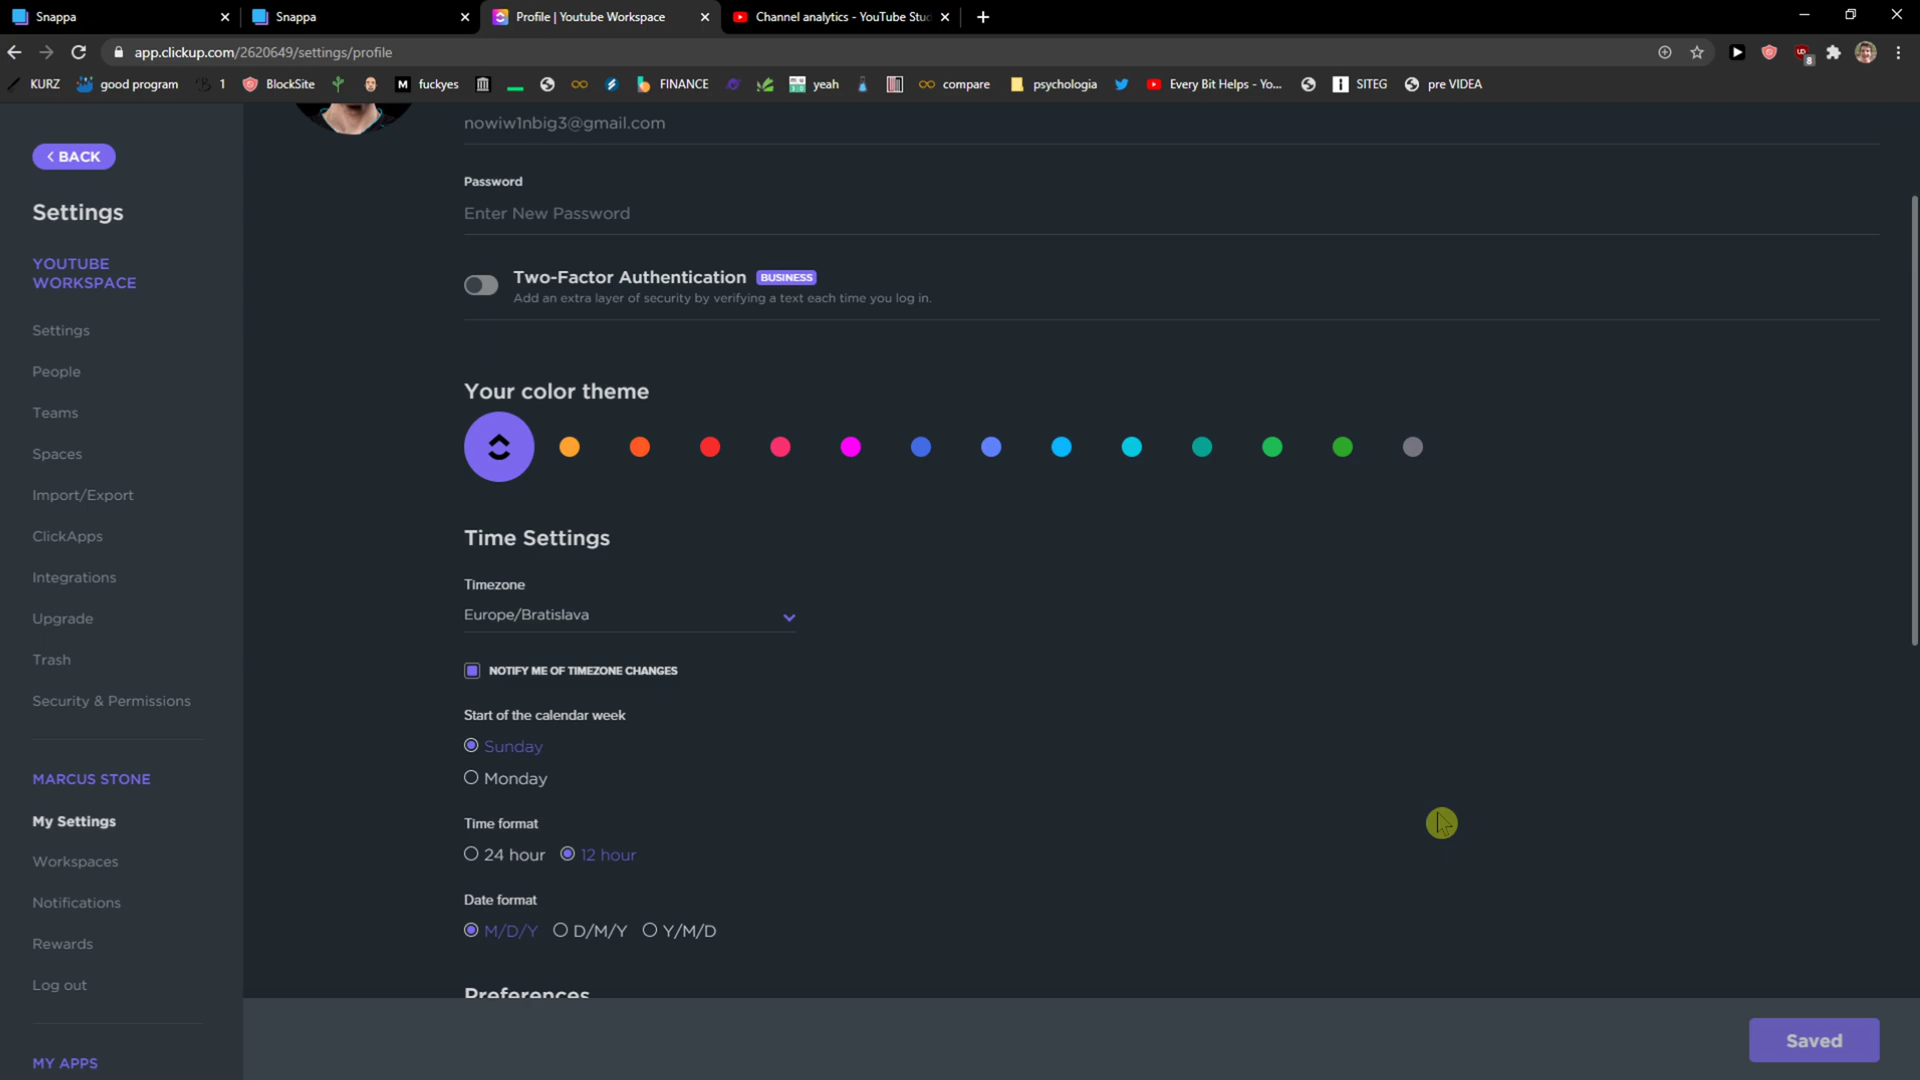 Snappa
Snappa
Profile | Youtube Workspace
Channel analytics - YouTube Stud
app.clickup.com/2620649/settings/profile
8
KURZ
good program
1
BlockSite
M
fuckyes
FINANCE
yeah
compare
psychologia
Every Bit Helps - Yo...
SITEG
pre VIDEA
BACK
Settings
YOUTUBE
WORKSPACE
Settings
People
Teams
Spaces
Import/Export
ClickApps
Integrations
Upgrade
Trash
Security & Permissions
MARCUS STONE
My Settings
Workspaces
Notifications
Rewards
Log out
MY APPS
nowiw1nbig3@gmail.com
Password
Enter New Password
Two-Factor Authentication BUSINESS
Add an extra layer of security by verifying a text each time you log in.
Your color theme
Time Settings
Timezone
Europe/Bratislava
NOTIFY ME OF TIMEZONE CHANGES
Start of the calendar week
Sunday
Monday
Time format
24 hour 12 hour
Date format
M/D/Y D/M/Y Y/M/D
Preferences
Saved